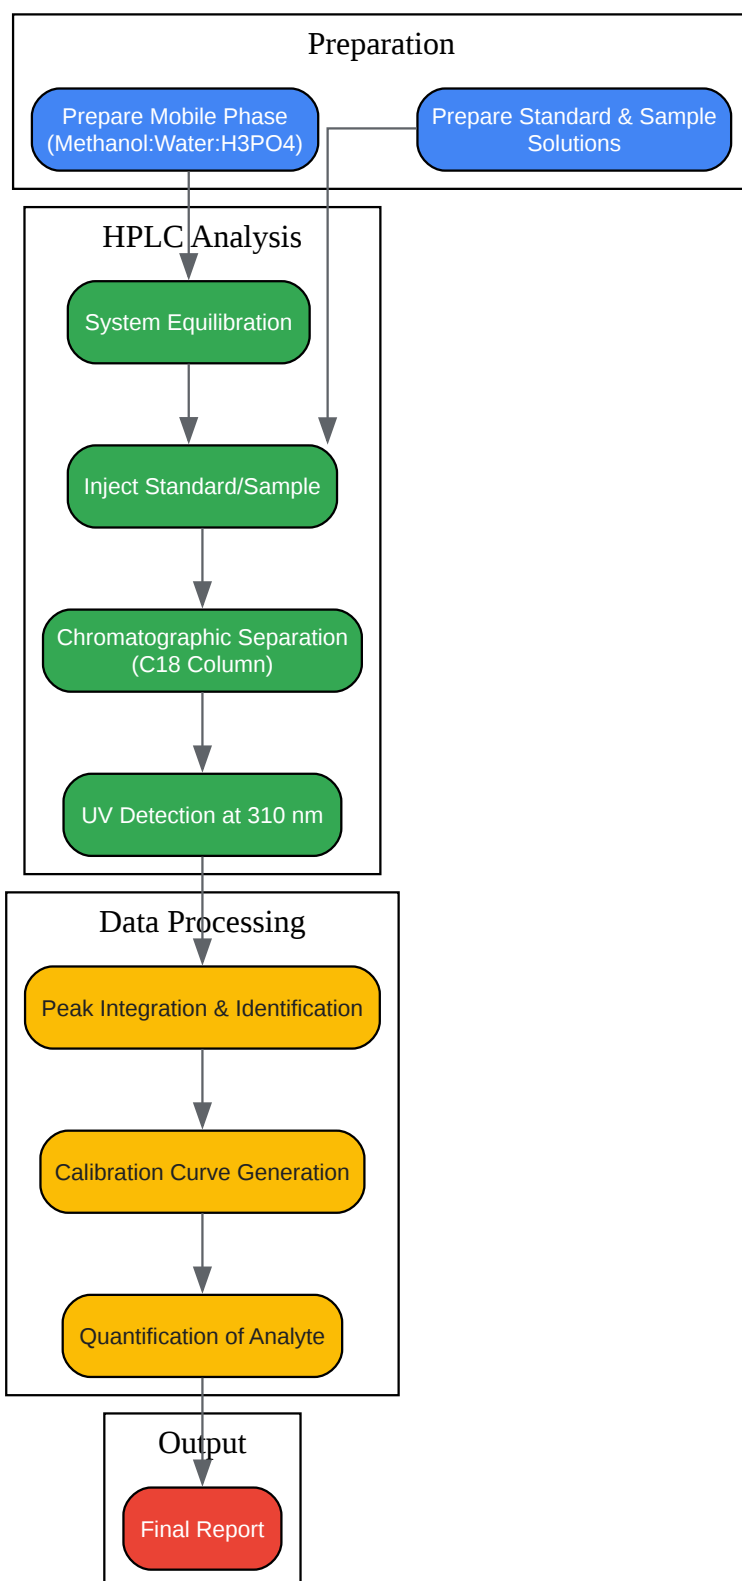 Preparation
Prepare Mobile Phase
(Methanol:Water:H3PO4)
Prepare Standard & Sample
Solutions
HPLC Analysis
System Equilibration
Inject Standard/Sample
Chromatographic Separation
(C18 Column)
UV Detection at 310 nm
Data Processing
Peak Integration & Identification
Calibration Curve Generation
Quantification of Analyte
Output
Final Report